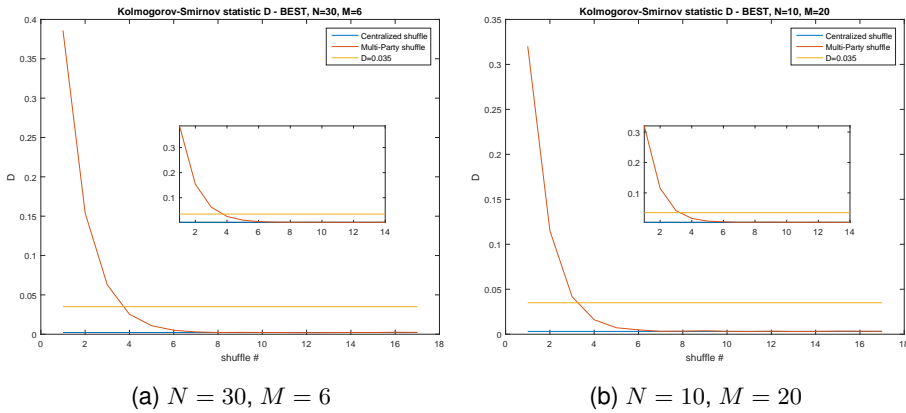 Kolmogorov-Smirnov statistic D - BEST, N=30, M=6
0.4
0.35
0.3
0.25
0.2
0.15
0.1
0.05
0
D
0 2 4 6 8 10 12 14 16 18
shuffle #
Centralized shuffle
Multi-Party shuffle
D=0.035
0.3
0.2
0.1
2 4 6 8 10 12 14
(a) N = 30, M = 6
Kolmogorov-Smirnov statistic D - BEST, N=10, M=20
0.35
0.3
0.25
0.2
0.15
0.1
0.05
0
D
0 2 4 6 8 10 12 14 16 18
shuffle #
Centralized shuffle
Multi-Party shuffle
D=0.035
0.3
0.2
0.1
2 4 6 8 10 12 14
(b) N = 10, M = 20